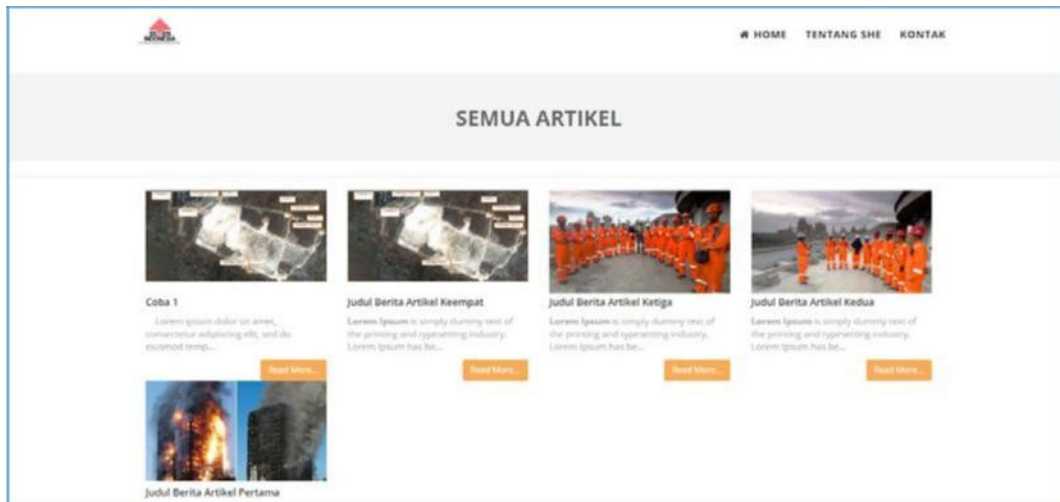 INDONESIA
HOME TENTANG SHE KONTAK
SEMUA ARTIKEL
Coba 1
Lorem ipsum dolor sit amet,
consectetur adipiscing elit, sed do
eiusmod temp...
Read More...
Judul Berita Artikel Keempat
Lorem Ipsum is simply dummy text of
the printing and typesetting industry.
Lorem Ipsum has be...
Read More...
Judul Berita Artikel Ketiga
Lorem Ipsum is simply dummy text of
the printing and typesetting industry.
Lorem Ipsum has be...
Read More...
Judul Berita Artikel Kedua
Lorem Ipsum is simply dummy text of
the printing and typesetting industry.
Lorem Ipsum has be...
Read More...
Judul Berita Artikel Pertama